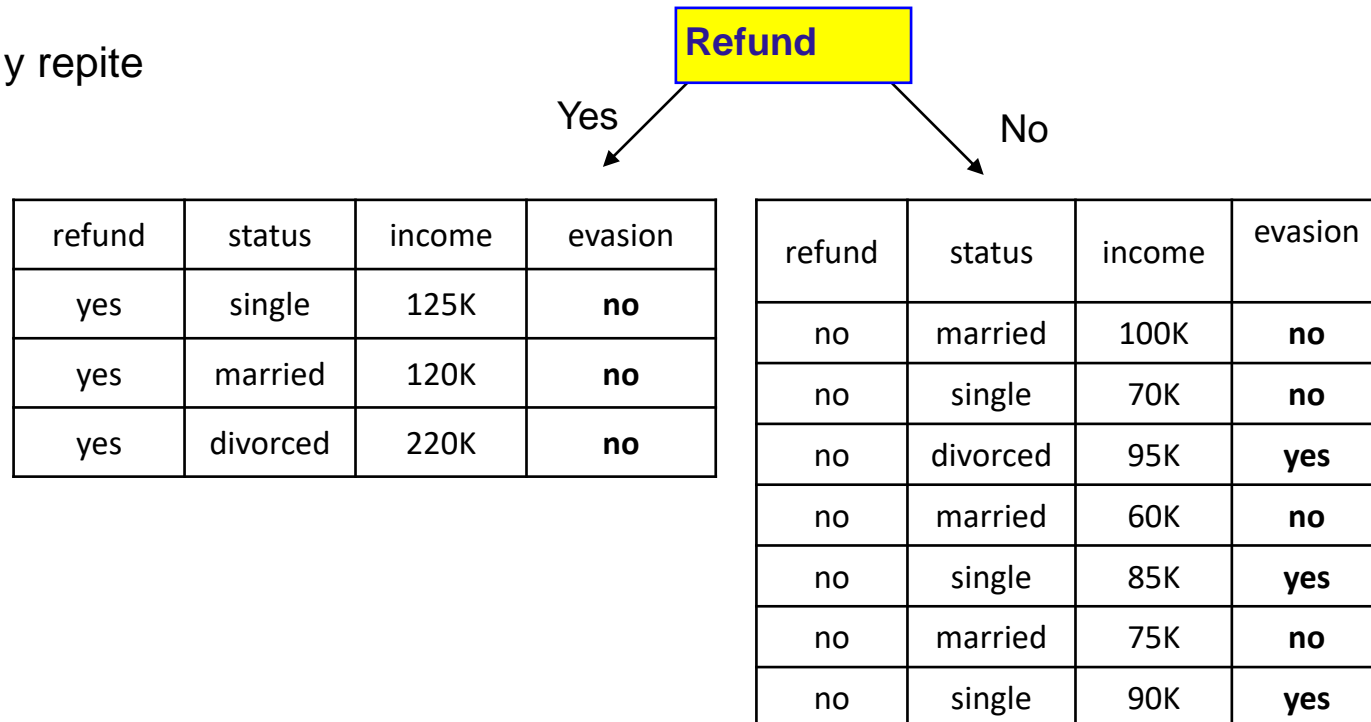 Refund
y repite
Yes
No
refund status income evasion
yes single 125K no
yes married 120K no
yes divorced 220K no
refund status income evasion
no married 100K no
no single 70K no
no divorced 95K yes
no married 60K no
no single 85K yes
no married 75K no
no single 90K yes